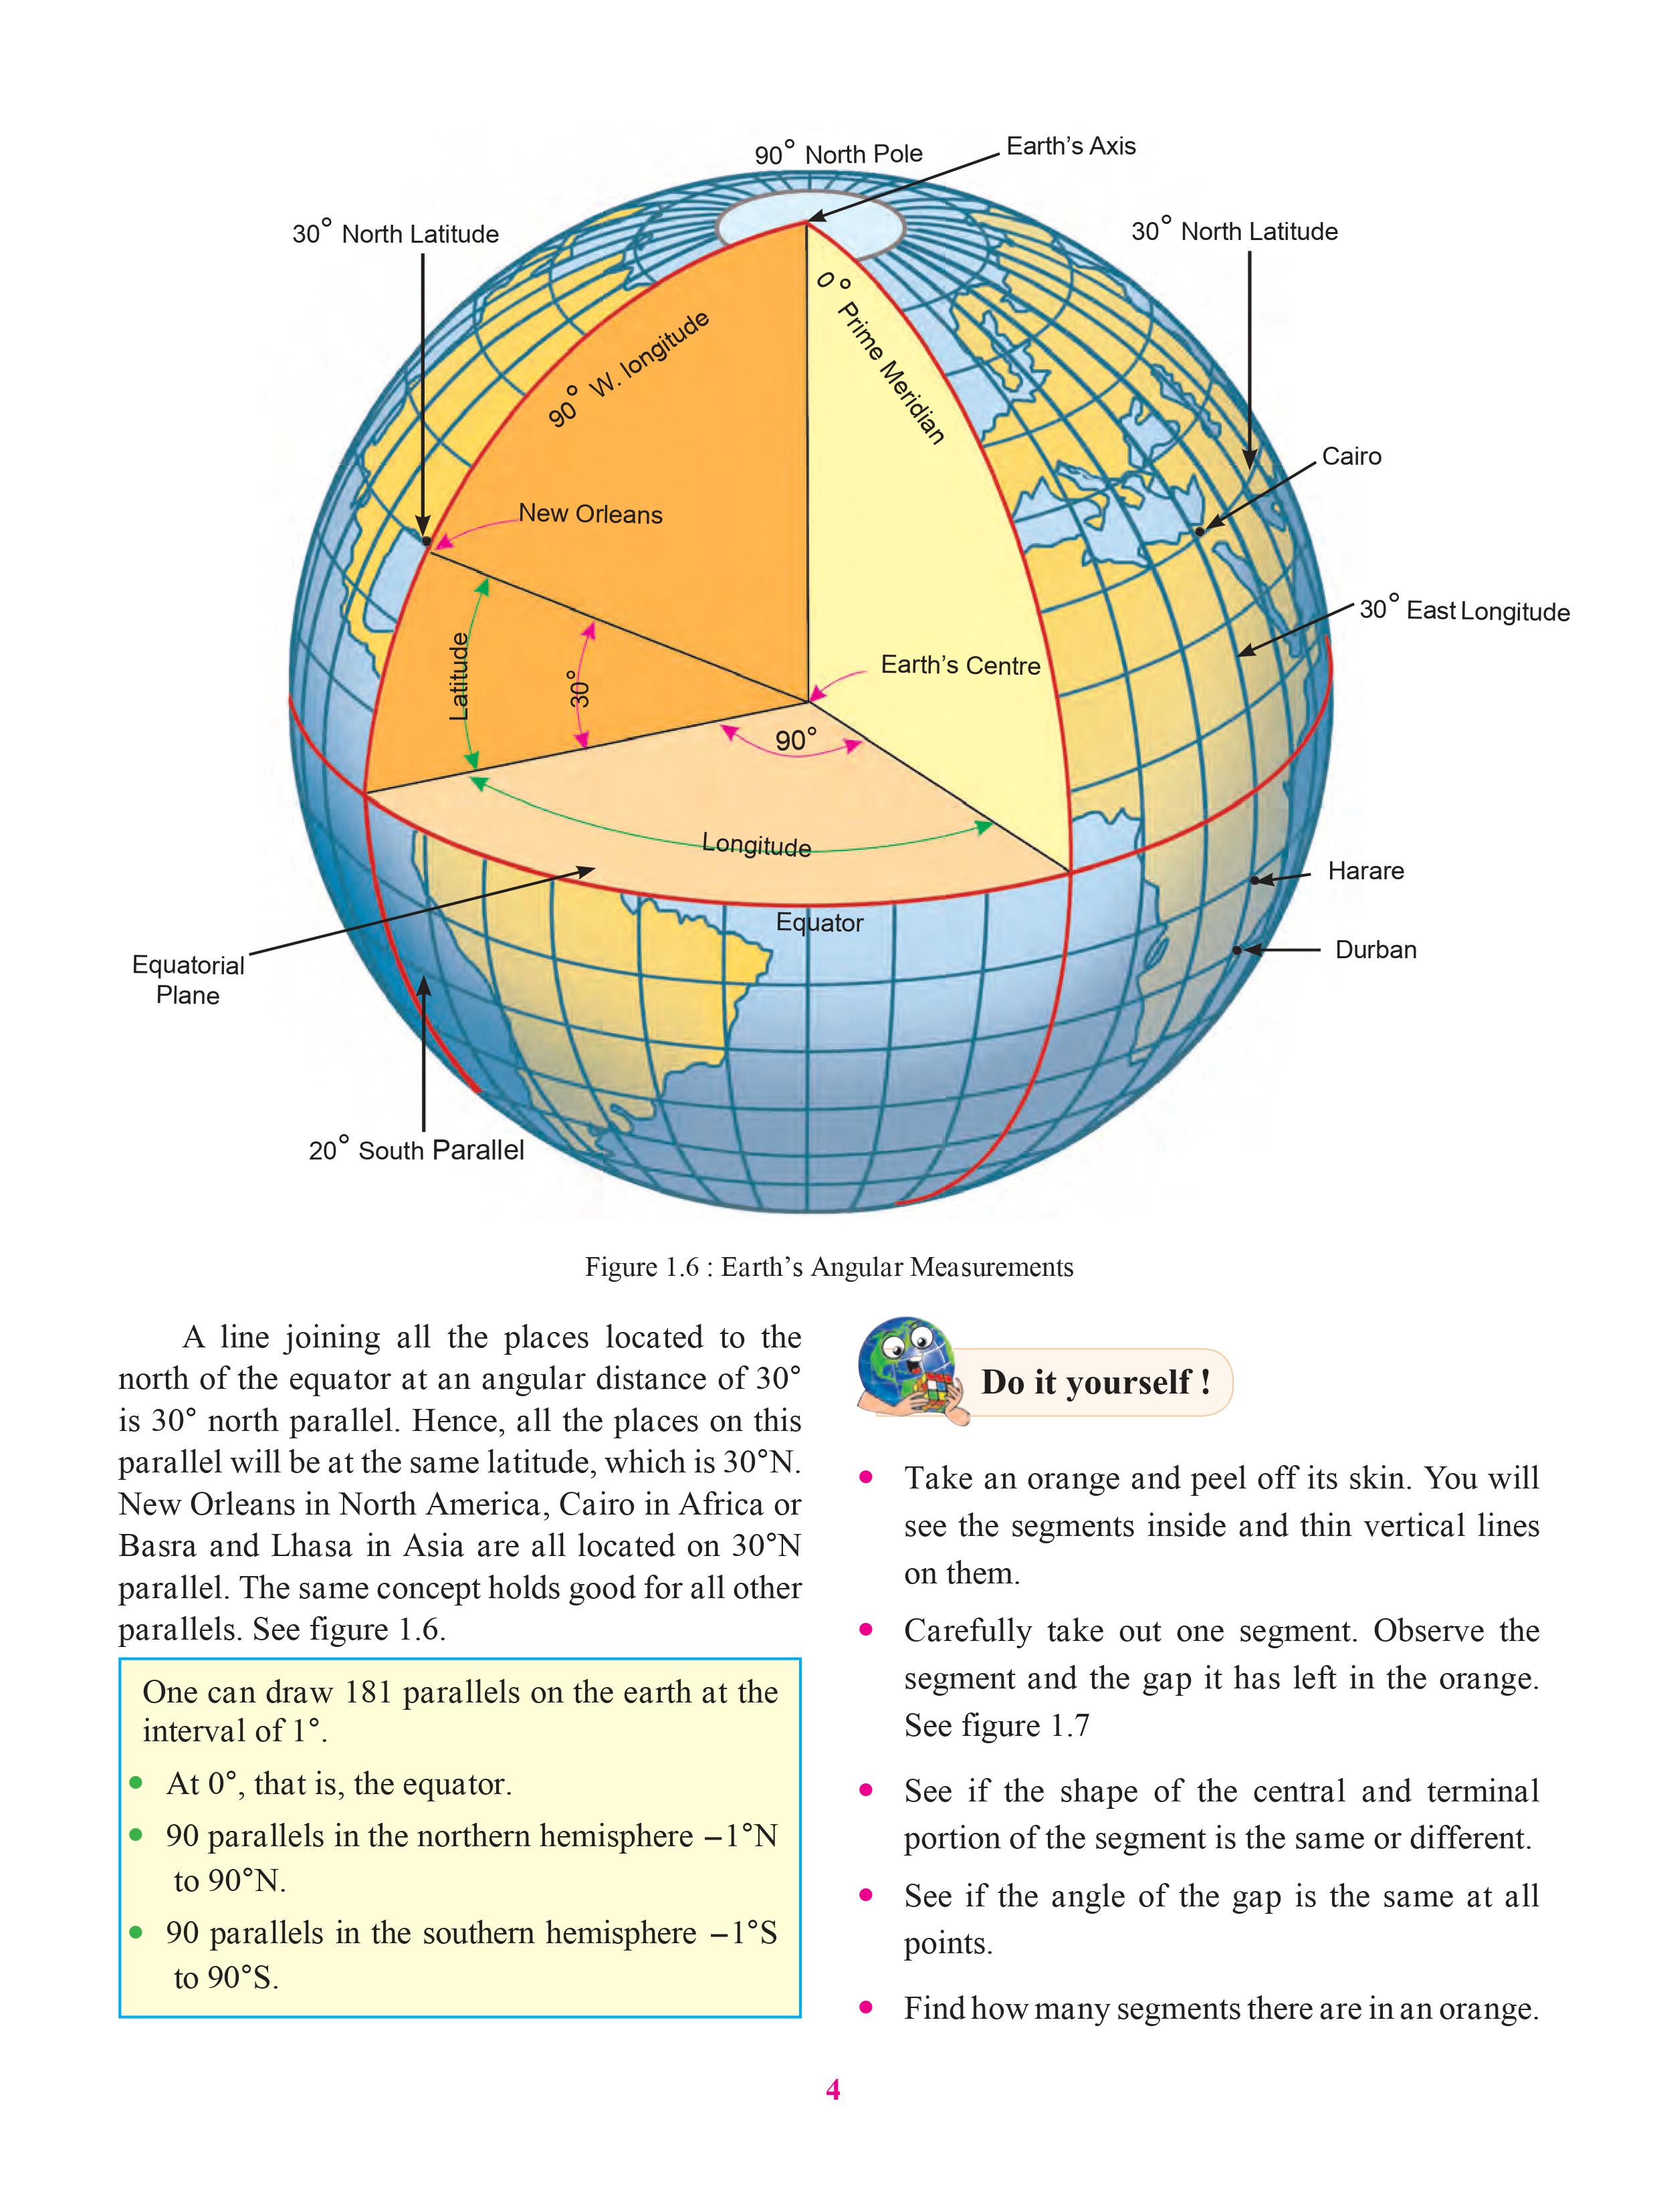 90° North Pole
Earth's Axis
30° North Latitude
30° North Latitude
0° Prime Meridian
90° W. longitude
Cairo
New Orleans
30° East Longitude
Latitude
30°
Earth's Centre
90°
Longitude
Harare
Equator
Durban
Equatorial
Plane
20° South Parallel
Figure 1.6 : Earth's Angular Measurements
A line joining all the places located to the
north of the equator at an angular distance of 30°
is 30° north parallel. Hence, all the places on this
parallel will be at the same latitude, which is 30°N.
New Orleans in North America, Cairo in Africa or
Basra and Lhasa in Asia are all located on 30°N
parallel. The same concept holds good for all other
parallels. See figure 1.6.
One can draw 181 parallels on the earth at the
interval of 1°.
• At 0°, that is, the equator.
• 90 parallels in the northern hemisphere –1°N
to 90°N.
• 90 parallels in the southern hemisphere –1°S
to 90°S.
Do it yourself !
• Take an orange and peel off its skin. You will
see the segments inside and thin vertical lines
on them.
• Carefully take out one segment. Observe the
segment and the gap it has left in the orange.
See figure 1.7
• See if the shape of the central and terminal
portion of the segment is the same or different.
• See if the angle of the gap is the same at all
points.
• Find how many segments there are in an orange.
4